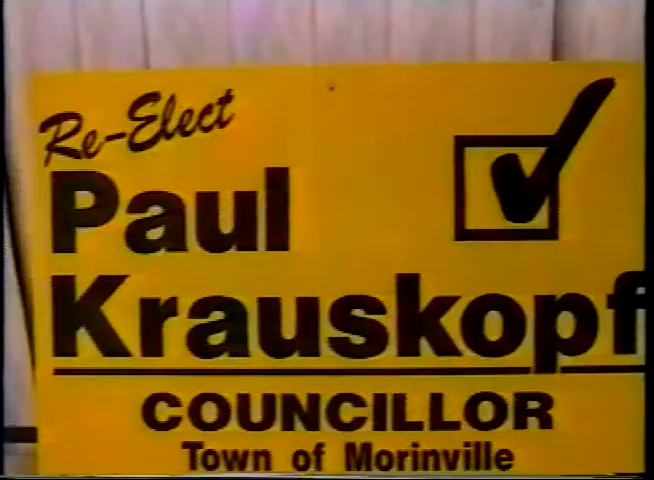 Re-Elect
Paul
Krauskopf
COUNCILLOR
Town of Morinville